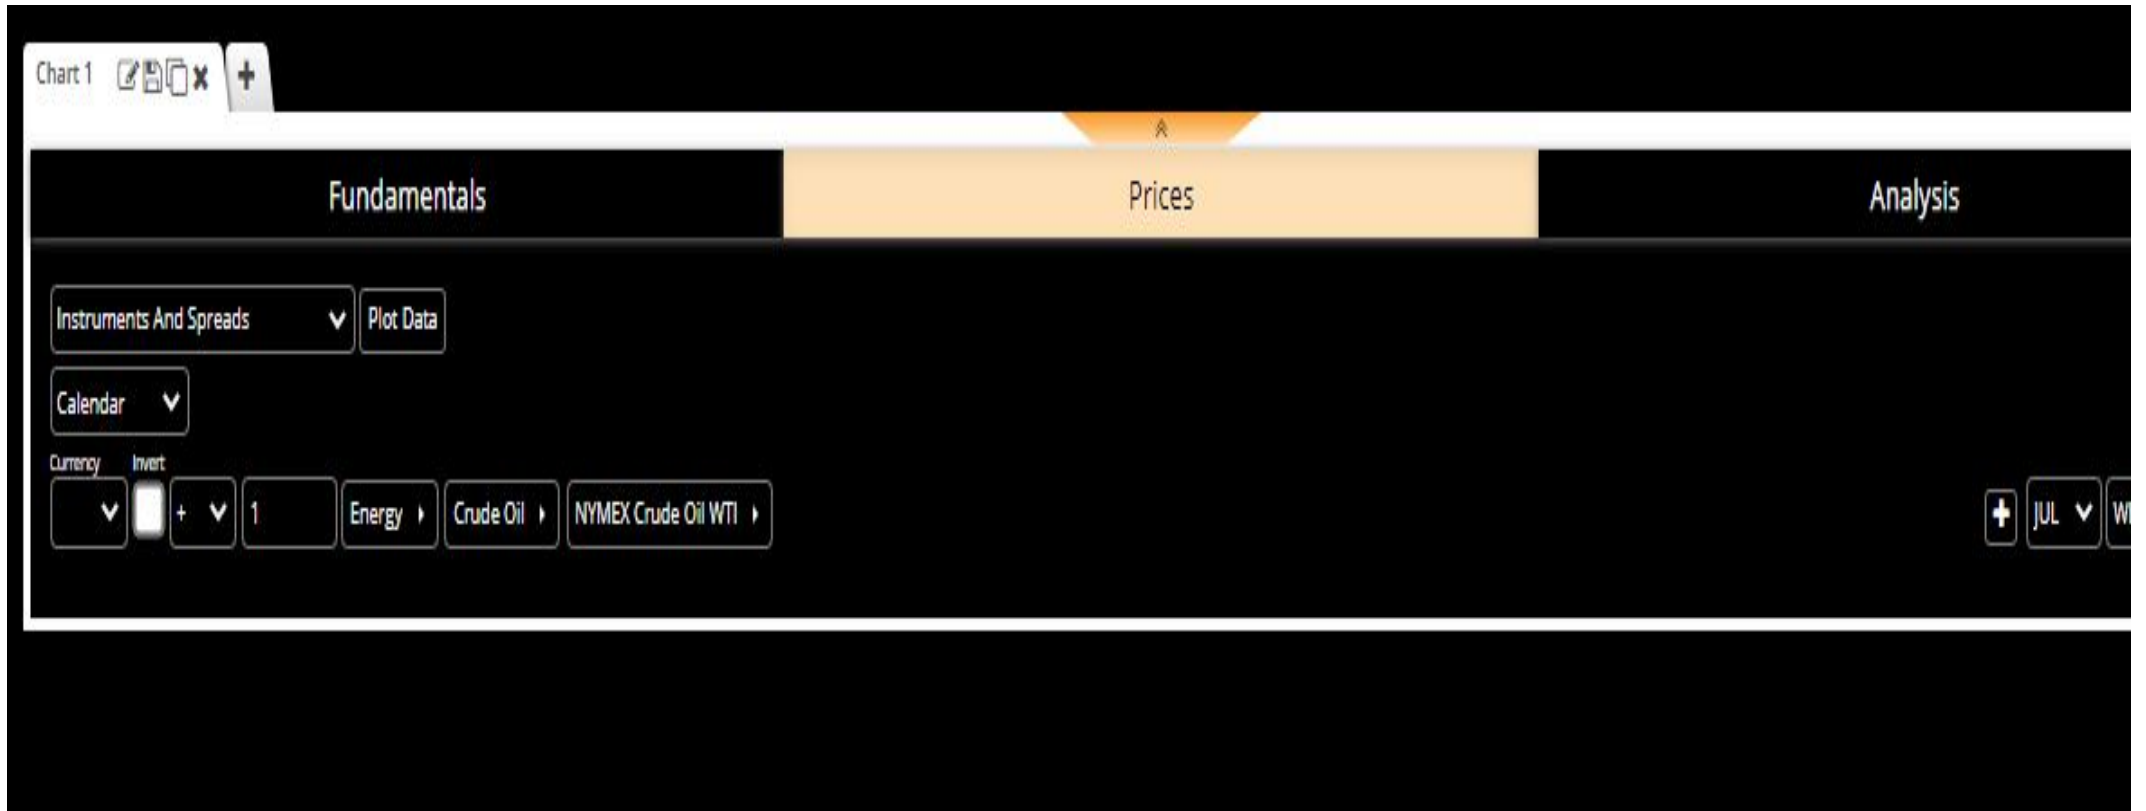 Chart 1 +
Fundamentals Prices Analysis
Instruments And Spreads Plot Data
Calendar
Currency Invert
+ 1 Energy Crude Oil NYMEX Crude Oil WTI + JUL